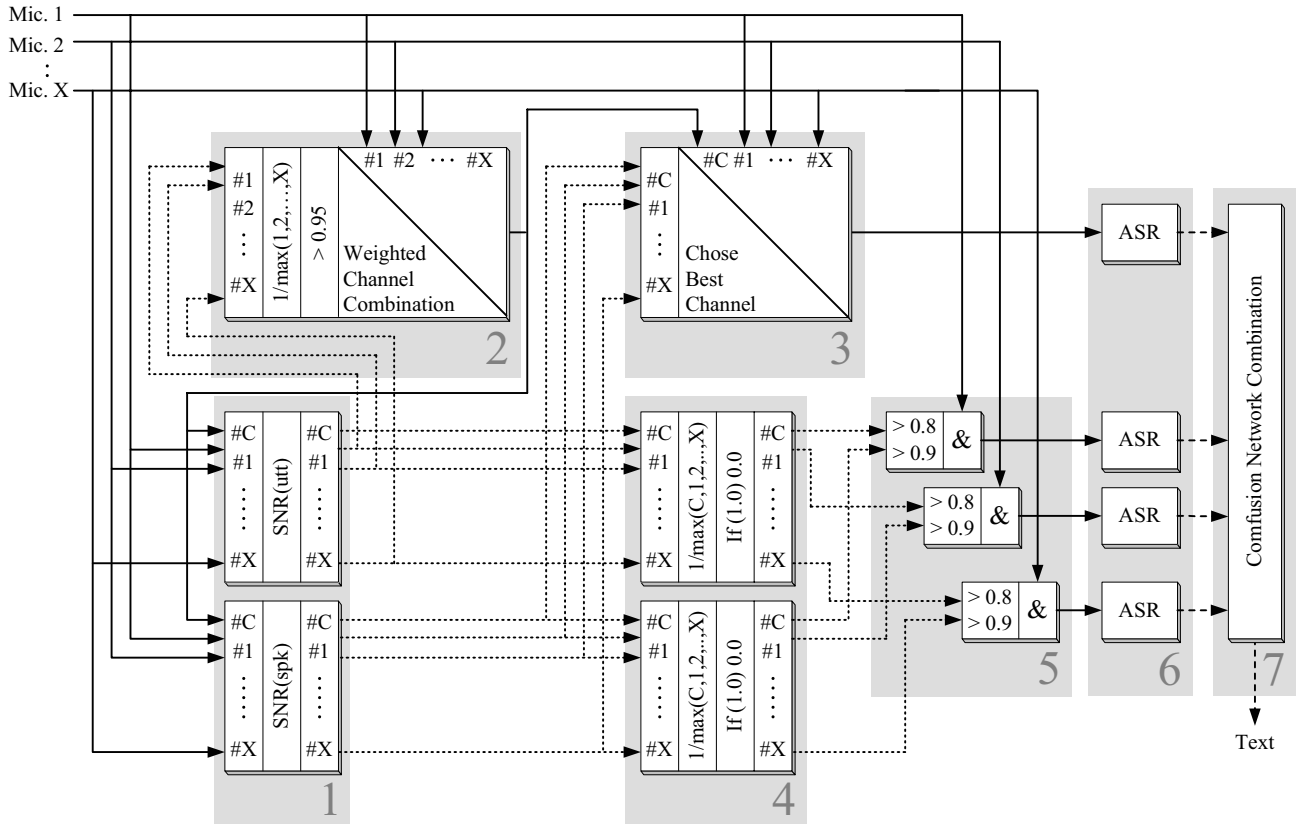 Mic. 1
Mic. 2
⋮
Mic. X
#1
#2
⋮
#X
1/max(1,2,…,X)
> 0.95
#1 #2 ⋯ #X
Weighted
Channel
Combination
2
#C
#1
⋮
#X
#C #1 ⋯ #X
Chose
Best
Channel
3
ASR
#C
#1
⋮
#X
SNR(utt)
#C
#1
⋮
#X
1/max(C,1,2..,X)
If (1.0) 0.0
#C
#1
⋮
#X
> 0.8
> 0.9
&
ASR
> 0.8
> 0.9
&
ASR
> 0.8
> 0.9
&
ASR
#C
#1
⋮
#X
SNR(spk)
#C
#1
⋮
#X
1
1/max(C,1,2..,X)
If (1.0) 0.0
#C
#1
⋮
#X
4
5
6
Comfusion Network Combination
7
Text